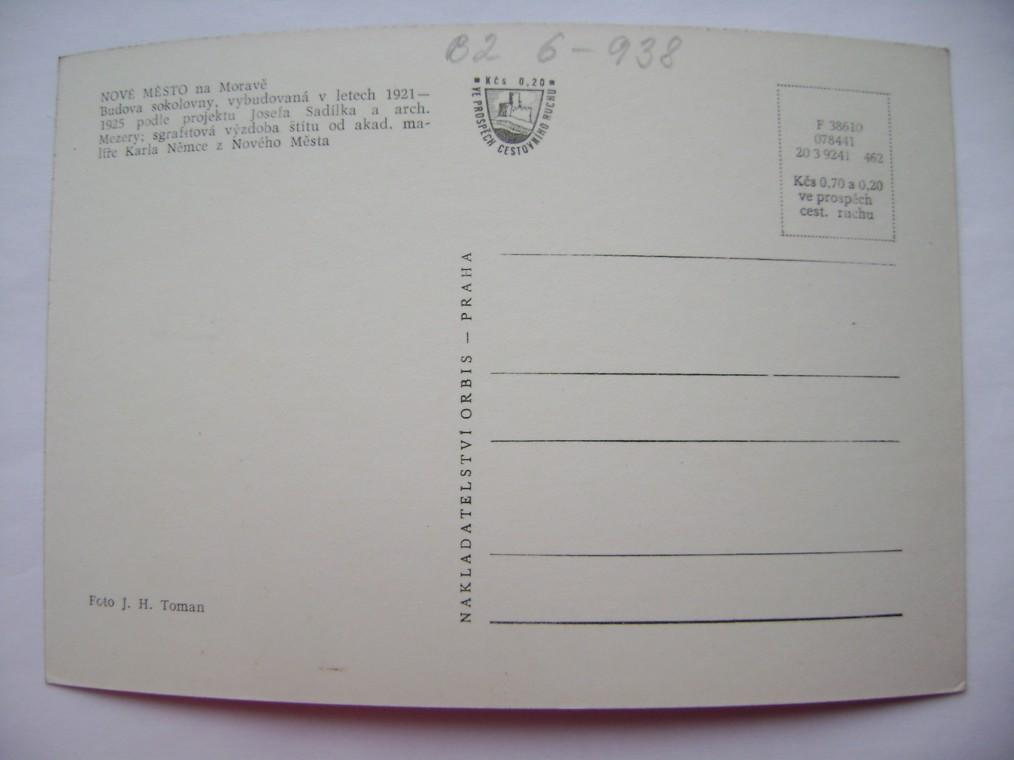 B2 6-938
NOVÉ MĚSTO na Moravě
Budova sokolovny, vybudovaná v letech 1921—
1925 podle projektu Josefa Sadílka a arch.
Mezery; sgrafitová výzdoba štítu od akad. ma-
líře Karla Němce z Nového Města
Kčs 0,20
VE PROSPĚCH CESTOVNÍHO RUCHU
F 38610
078441
20 3 9241 462
Kčs 0,70 a 0,20
ve prospěch
cest. ruchu
NAKLADATELSTVÍ ORBIS — PRAHA
Foto J. H. Toman